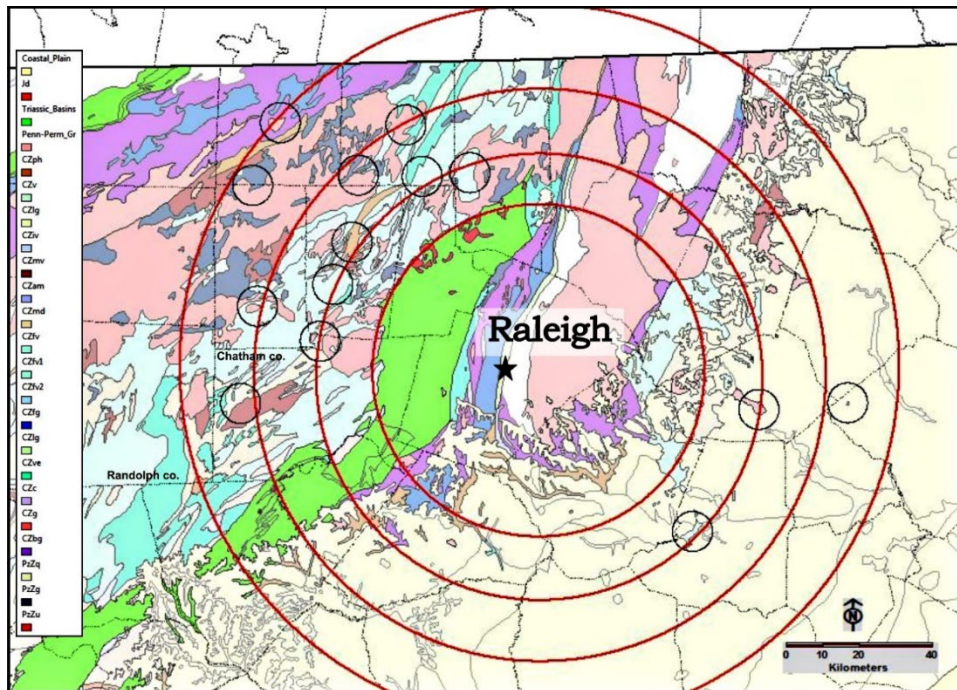 Coastal_Plain
Jd
Triassic_Basins
Penn-Perm_Gr
CZph
CZv
CZlg
CZiv
CZmv
CZam
CZmd
CZfv
CZfv1
CZfv2
CZfg
CZlg
CZve
CZc
CZg
CZbg
PzZq
PzZg
PzZu
Raleigh
Chatham co.
Randolph co.
N
0 10 20 40
Kilometers